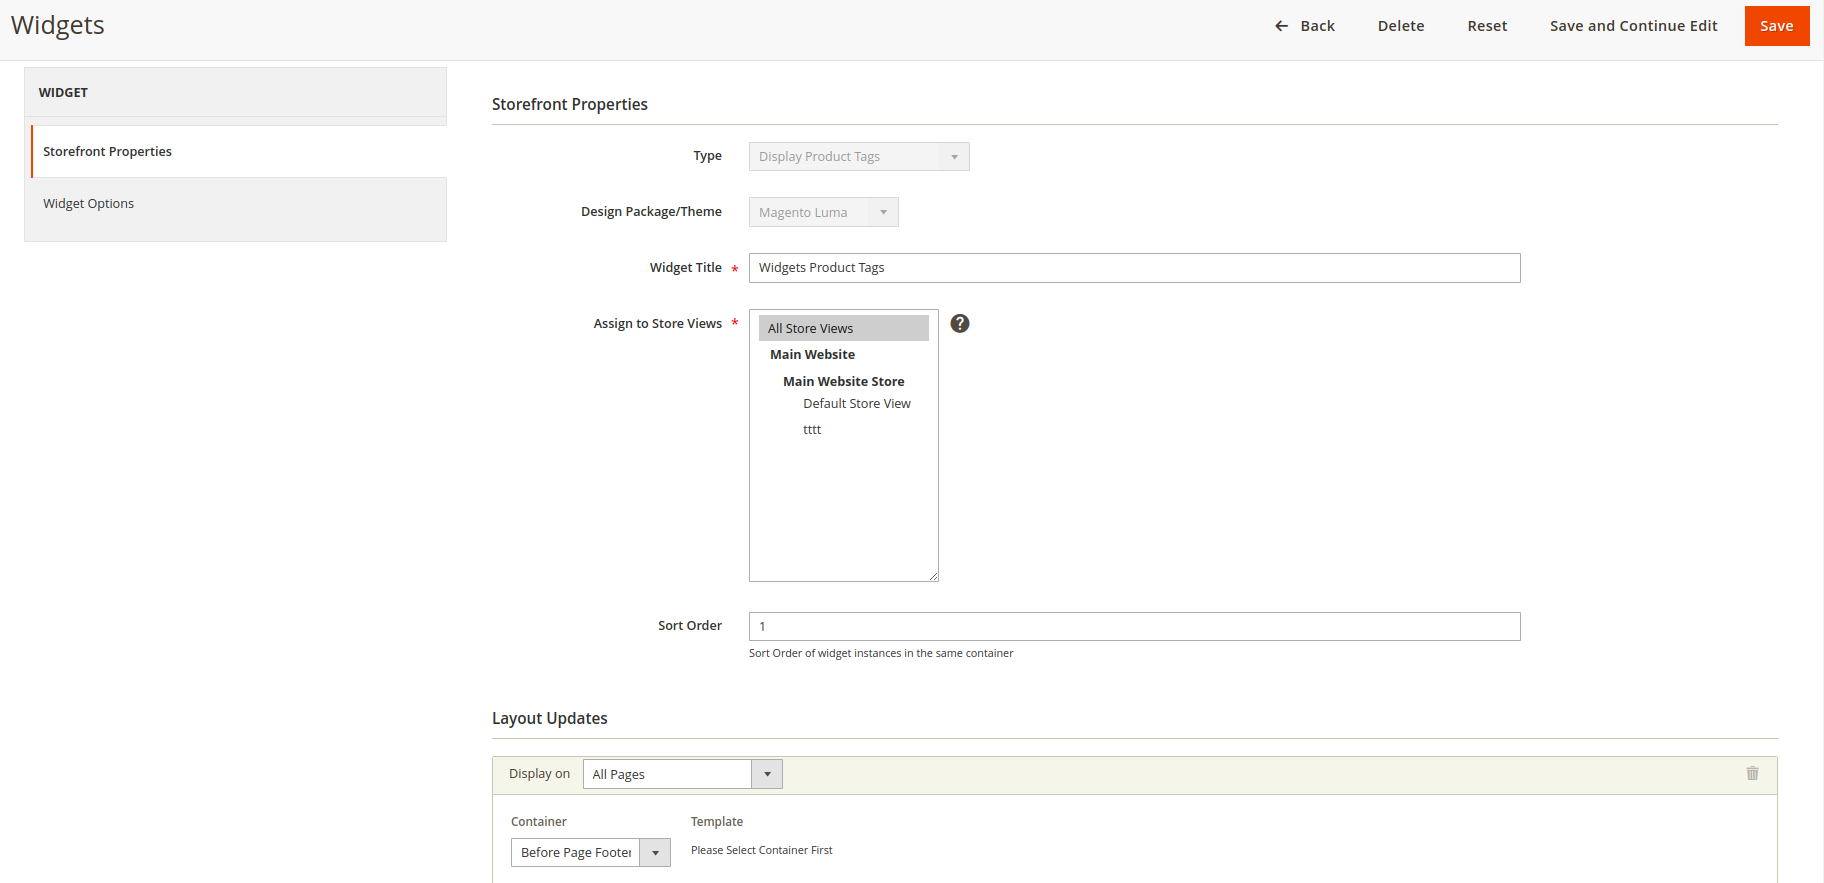 Widgets
Back Delete Reset Save and Continue Edit Save
WIDGET
Storefront Properties
Widget Options
Storefront Properties
Type Display Product Tags
Design Package/Theme Magento Luma
Widget Title * Widgets Product Tags
Assign to Store Views * All Store Views ?
Main Website
Main Website Store
Default Store View
tttt
Sort Order 1
Sort Order of widget instances in the same container
Layout Updates
Display on All Pages
Container Template
Before Page Footer Please Select Container First